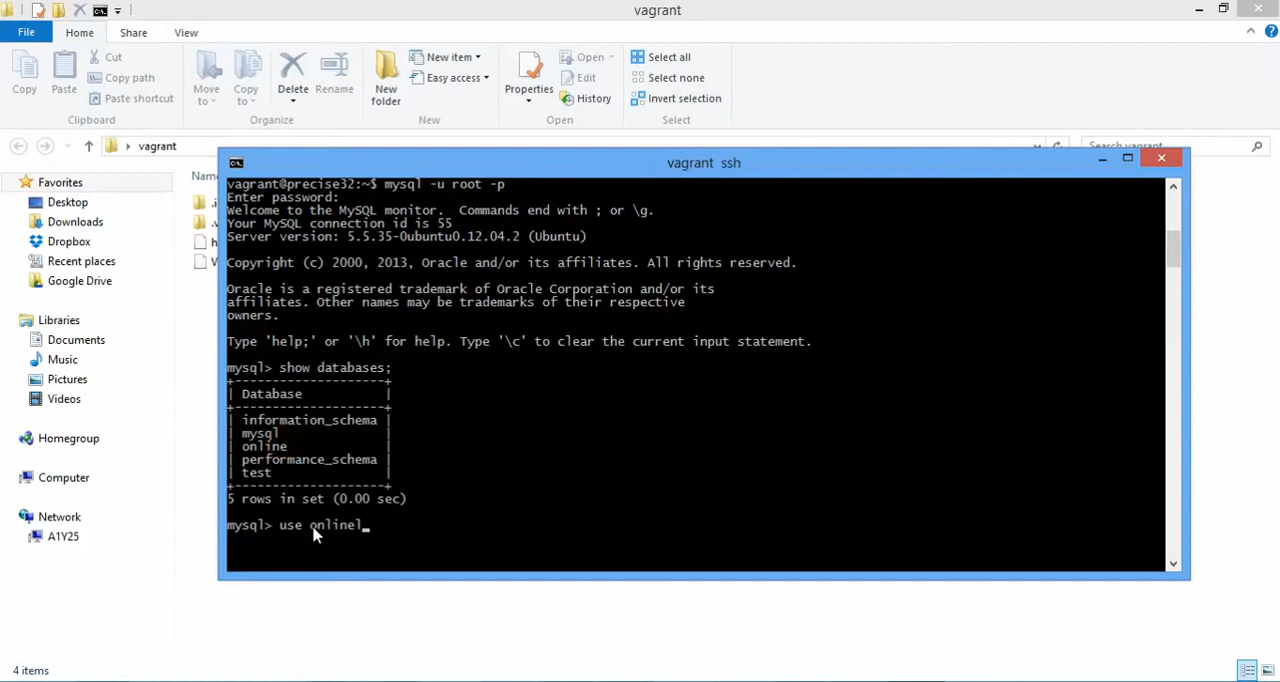 vagrant
File
Home
Share
View
Copy
Paste
Cut
Copy path
Paste shortcut
Clipboard
Move to
Copy to
Delete
Rename
Organize
New folder
New item
Easy access
New
Properties
Open
Edit
History
Open
Select all
Select none
Invert selection
Select
vagrant
Search vagrant
Favorites
Desktop
Downloads
Dropbox
Recent places
Google Drive
Libraries
Documents
Music
Pictures
Videos
Homegroup
Computer
Network
A1Y25
4 items
vagrant ssh
vagrant@precise32:~$ mysql -u root -p
Enter password:
Welcome to the MySQL monitor.  Commands end with ; or \g.
Your MySQL connection id is 55
Server version: 5.5.35-0ubuntu0.12.04.2 (Ubuntu)
Copyright (c) 2000, 2013, Oracle and/or its affiliates. All rights reserved.
Oracle is a registered trademark of Oracle Corporation and/or its
affiliates. Other names may be trademarks of their respective
owners.
Type 'help;' or '\h' for help. Type '\c' to clear the current input statement.
mysql> show databases;
+--------------------+
| Database           |
+--------------------+
| information_schema |
| mysql              |
| online             |
| performance_schema |
| test               |
+--------------------+
5 rows in set (0.00 sec)
mysql> use onlinel_